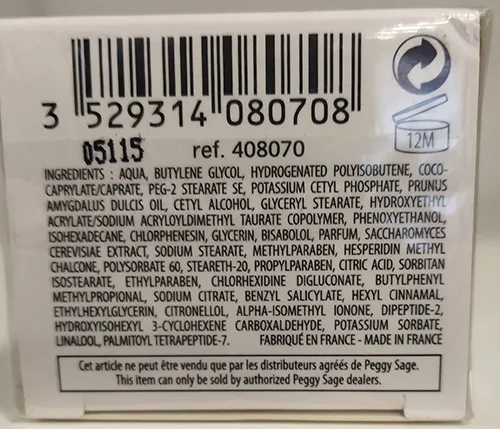 3 529314 080708
12M
05115 ref. 408070
INGREDIENTS : AQUA, BUTYLENE GLYCOL, HYDROGENATED POLYISOBUTENE, COCO-
CAPRYLATE/CAPRATE, PEG-2 STEARATE SE, POTASSIUM CETYL PHOSPHATE, PRUNUS
AMYGDALUS DULCIS OIL, CETYL ALCOHOL, GLYCERYL STEARATE, HYDROXYETHYL
ACRYLATE/SODIUM ACRYLOYLDIMETHYL TAURATE COPOLYMER, PHENOXYETHANOL,
ISOHEXADECANE, CHLORPHENESIN, GLYCERIN, BISABOLOL, PARFUM, SACCHAROMYCES
CEREVISIAE EXTRACT, SODIUM STEARATE, METHYLPARABEN, HESPERIDIN METHYL
CHALCONE, POLYSORBATE 60, STEARETH-20, PROPYLPARABEN, CITRIC ACID, SORBITAN
ISOSTEARATE, ETHYLPARABEN, CHLORHEXIDINE DIGLUCONATE, BUTYLPHENYL
METHYLPROPIONAL, SODIUM CITRATE, BENZYL SALICYLATE, HEXYL CINNAMAL,
ETHYLHEXYLGLYCERIN, CITRONELLOL, ALPHA-ISOMETHYL IONONE, DIPEPTIDE-2,
HYDROXYISOHEXYL 3-CYCLOHEXENE CARBOXALDEHYDE, POTASSIUM SORBATE,
LINALOOL, PALMITOYL TETRAPEPTIDE-7. FABRIQUÉ EN FRANCE - MADE IN FRANCE
Cet article ne peut être vendu que par les distributeurs agréés de Peggy Sage.
This item can only be sold by authorized Peggy Sage dealers.